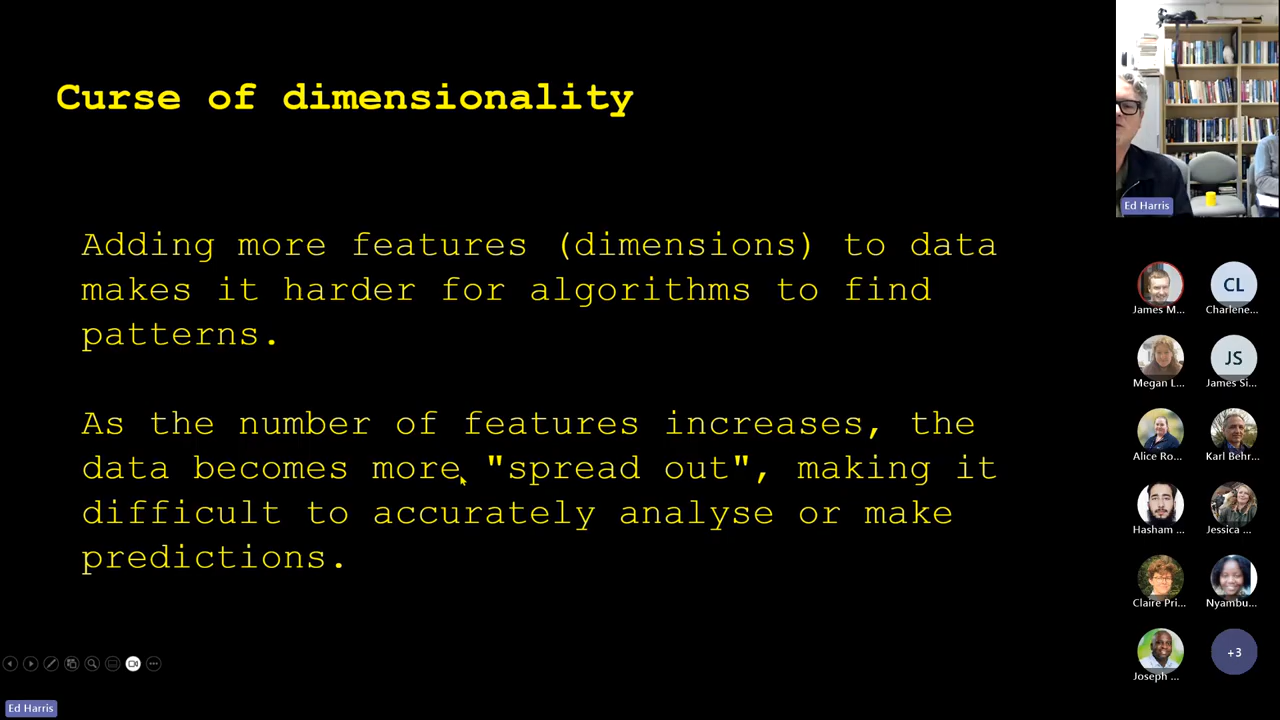 Curse of dimensionality
Adding more features (dimensions) to data
makes it harder for algorithms to find
patterns.
As the number of features increases, the
data becomes more "spread out", making it
difficult to accurately analyse or make
predictions.
Ed Harris
James M...
CL
Charlene...
Megan L...
JS
James Si...
Alice Ro...
Karl Behr...
Hasham ...
Jessica ...
Claire Pri...
Nyambu...
Joseph ...
+3
Ed Harris